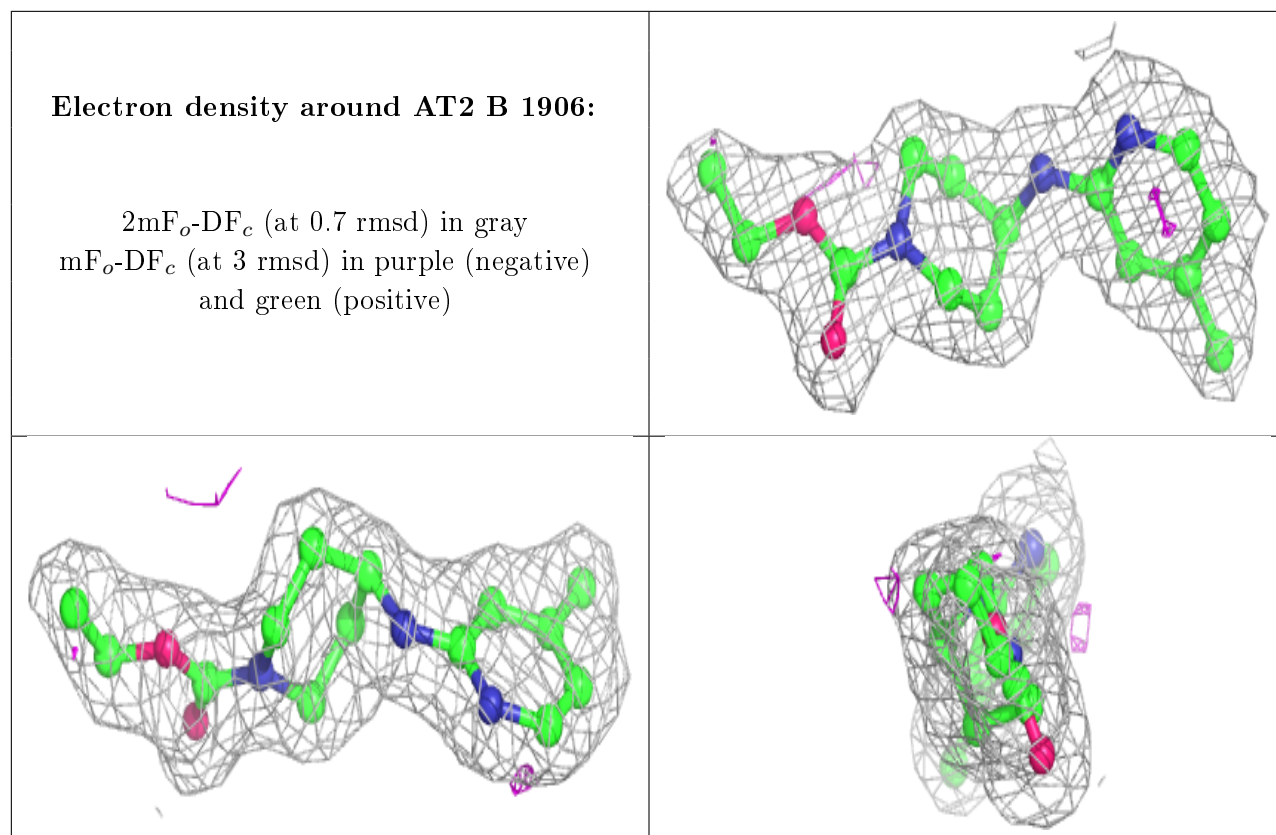 Electron density around AT2 B 1906:
2mFₒ-DF𝒸 (at 0.7 rmsd) in gray
mFₒ-DF𝒸 (at 3 rmsd) in purple (negative)
and green (positive)